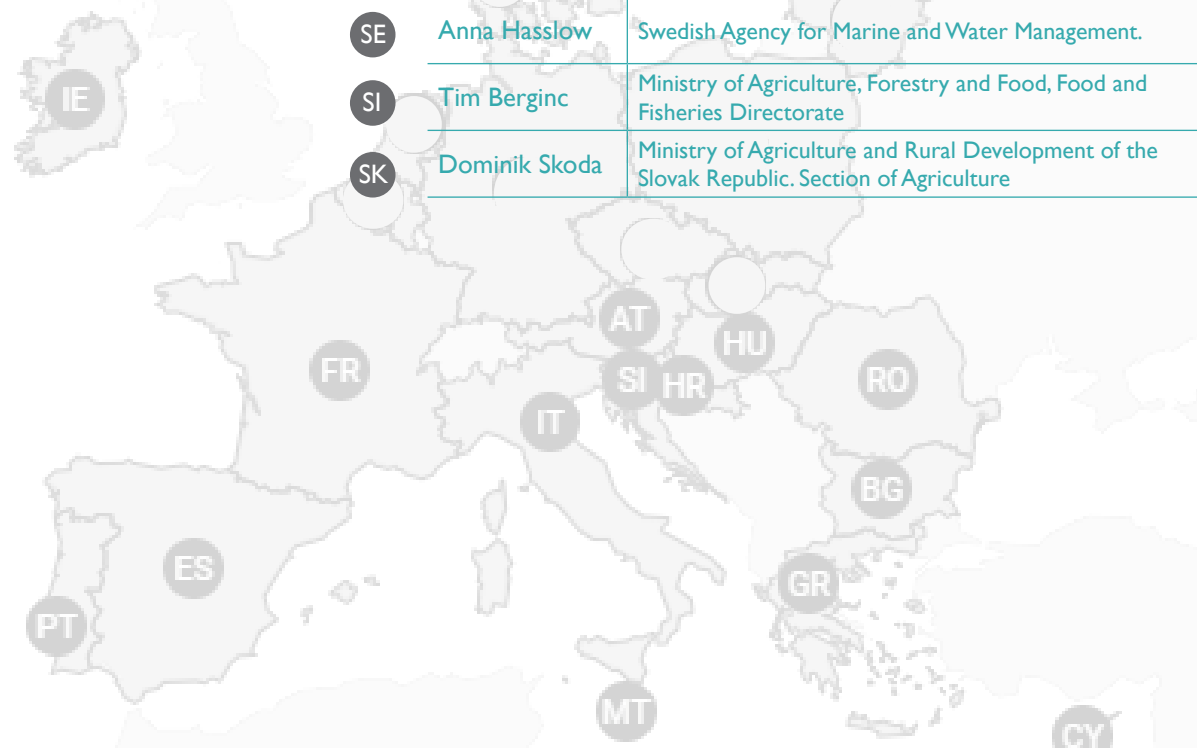 SE Anna Hasslow Swedish Agency for Marine and Water Management.
SI Tim Berginc Ministry of Agriculture, Forestry and Food, Food and
Fisheries Directorate
SK Dominik Skoda Ministry of Agriculture and Rural Development of the
Slovak Republic. Section of Agriculture
IE
AT
HU
FR
SI HR
RO
IT
BG
ES
GR
PT
MT
CY